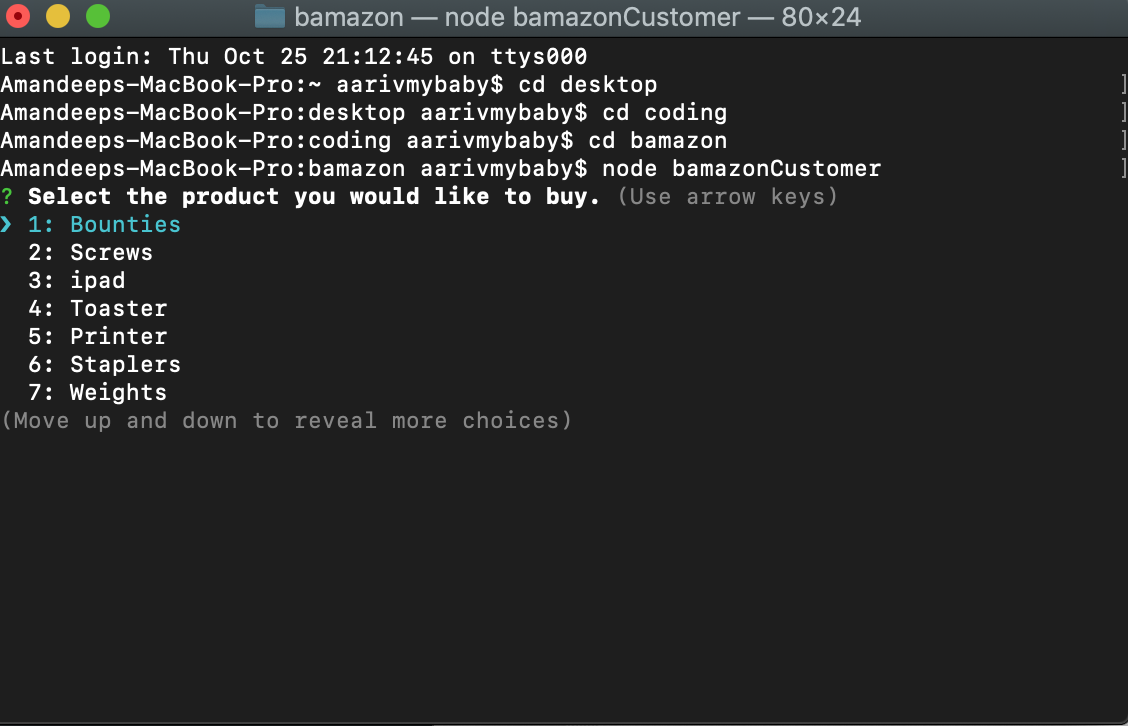 bamazon — node bamazonCustomer — 80×24
Last login: Thu Oct 25 21:12:45 on ttys000
Amandeeps-MacBook-Pro:~ aarivmybaby$ cd desktop ]
Amandeeps-MacBook-Pro:desktop aarivmybaby$ cd coding ]
Amandeeps-MacBook-Pro:coding aarivmybaby$ cd bamazon ]
Amandeeps-MacBook-Pro:bamazon aarivmybaby$ node bamazonCustomer ]
? Select the product you would like to buy. (Use arrow keys)
❯ 1: Bounties
2: Screws
3: ipad
4: Toaster
5: Printer
6: Staplers
7: Weights
(Move up and down to reveal more choices)